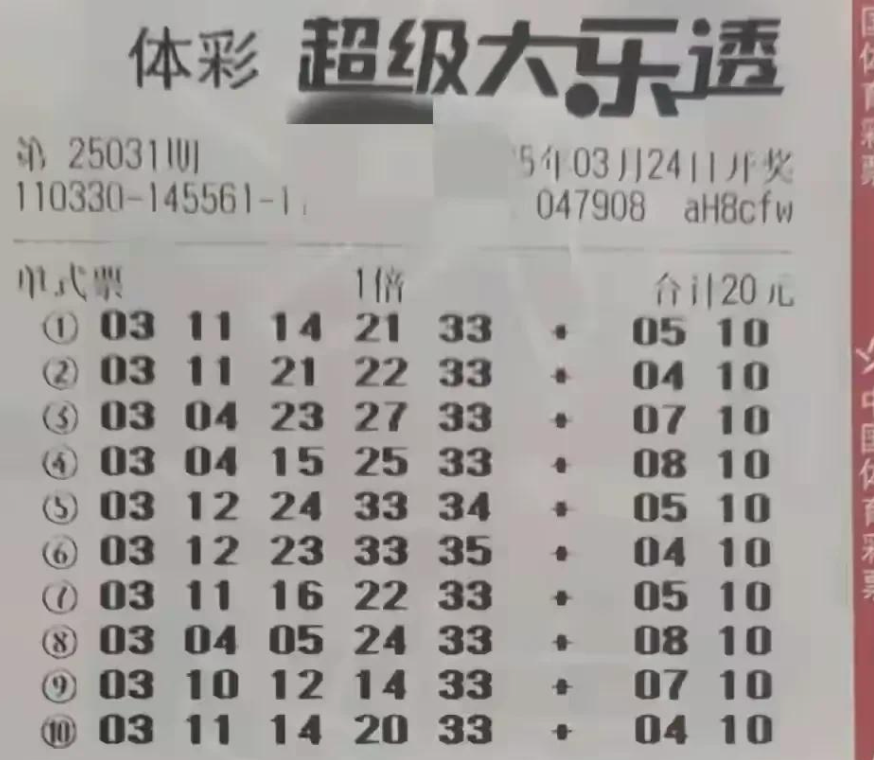 体彩 超级大乐透
第 25031期 5年03月24日开奖
110330-145561-1 047908 aH8cfw
单式票 1倍 合计20元
① 03 11 14 21 33 + 05 10
② 03 11 21 22 33 + 04 10
③ 03 04 23 27 33 + 07 10
④ 03 04 15 25 33 + 08 10
⑤ 03 12 24 33 34 + 05 10
⑥ 03 12 23 33 35 + 04 10
⑦ 03 11 16 22 33 + 05 10
⑧ 03 04 05 24 33 + 08 10
⑨ 03 10 12 14 33 + 07 10
⑩ 03 11 14 20 33 + 04 10
国体育彩票
中国体育彩票